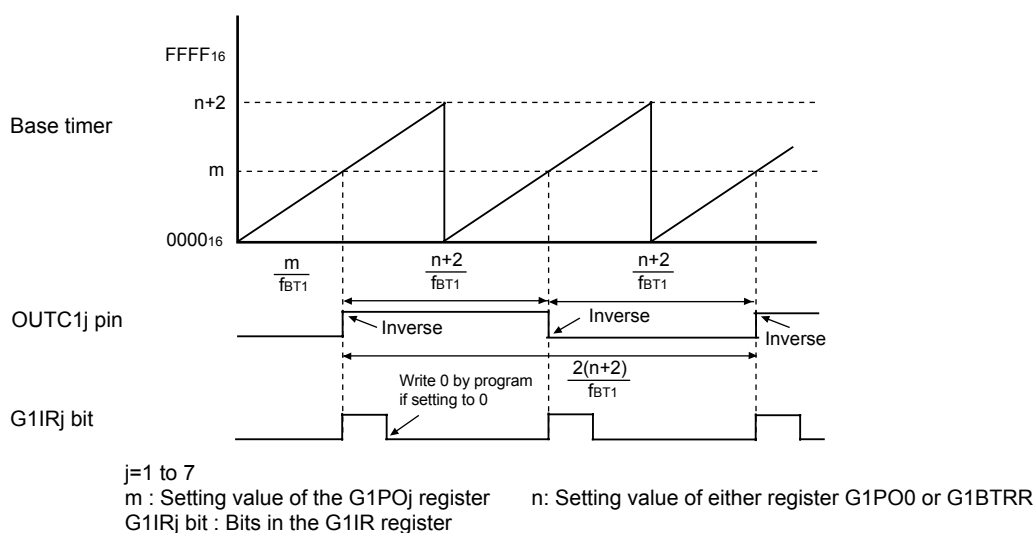 FFFF16
n+2
Base timer
m
000016
m
fBT1
n+2
fBT1
n+2
fBT1
OUTC1j pin
Inverse
Inverse
Inverse
2(n+2)
fBT1
Write 0 by program
if setting to 0
G1IRj bit
j=1 to 7
m : Setting value of the G1POj register n: Setting value of either register G1PO0 or G1BTRR
G1IRj bit : Bits in the G1IR register